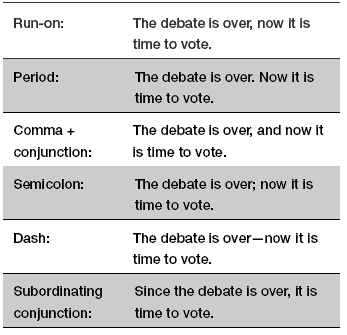 Run-on: The debate is over, now it is
time to vote.
Period: The debate is over. Now it is
time to vote.
Comma + The debate is over, and now it
conjunction: is time to vote.
Semicolon: The debate is over; now it is
time to vote.
Dash: The debate is over—now it is
time to vote.
Subordinating Since the debate is over, it is
conjunction: time to vote.